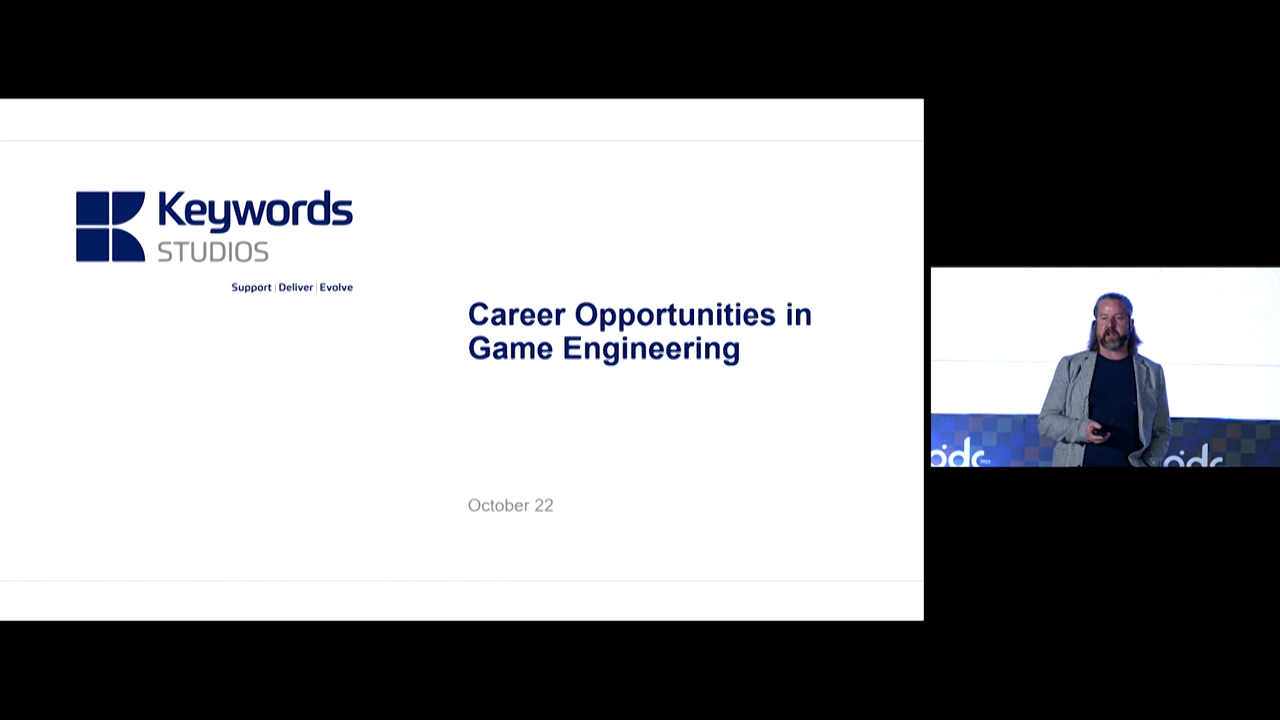 Keywords
STUDIOS
Support | Deliver | Evolve
Career Opportunities in
Game Engineering
October 22